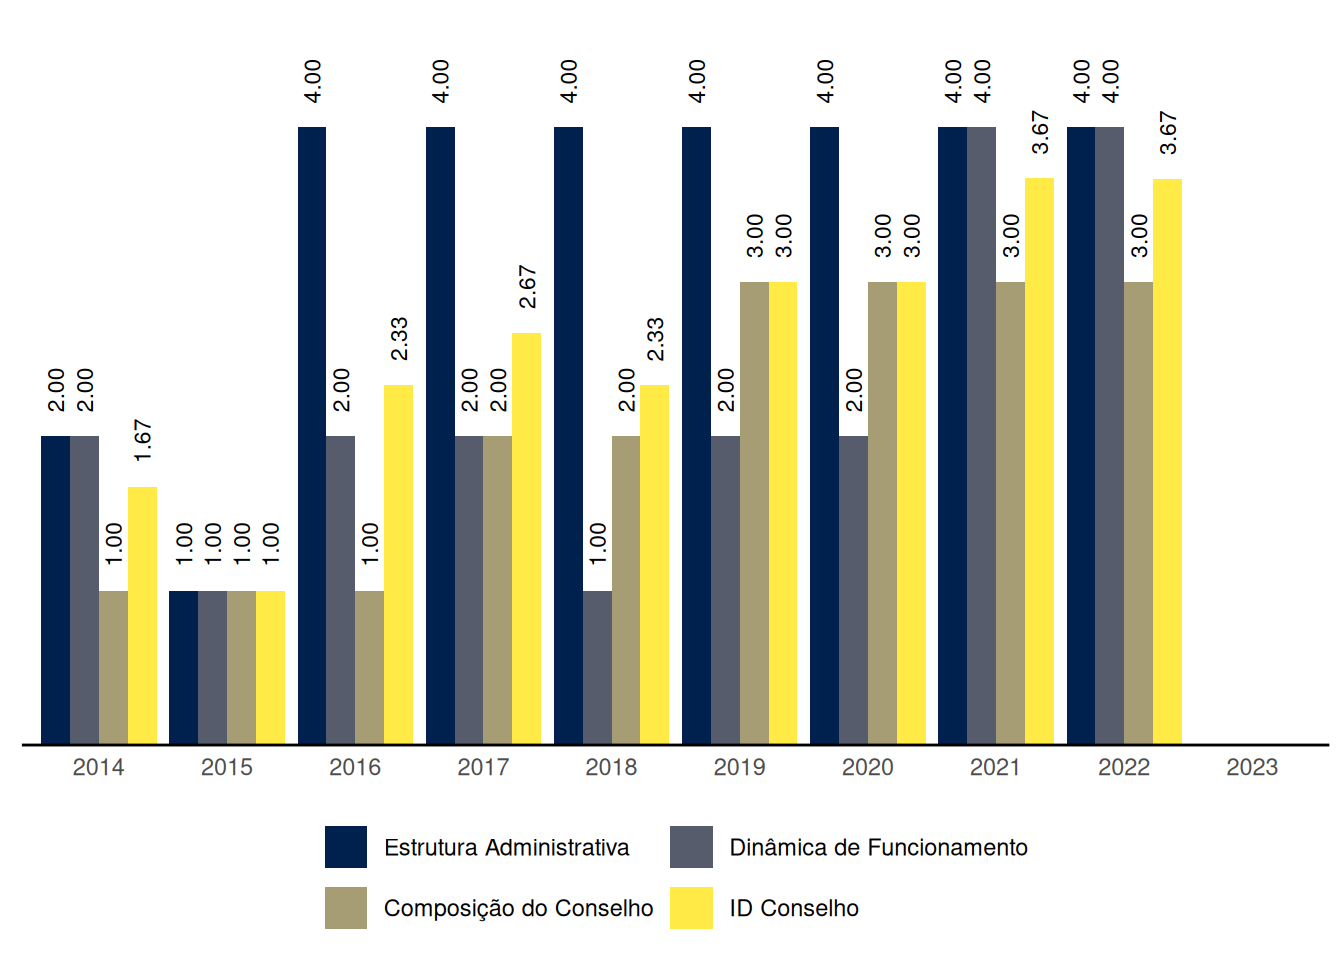 4.00 4.00 4.00 4.00 4.00 4.00 4.00 4.00 4.00
3.67 3.67
3.00 3.00 3.00 3.00 3.00 3.00
2.67
2.33 2.33
2.00 2.00 2.00 2.00 2.00 2.00 2.00 2.00
1.67
1.00 1.00 1.00 1.00 1.00 1.00 1.00
2014 2015 2016 2017 2018 2019 2020 2021 2022 2023
Estrutura Administrativa Dinâmica de Funcionamento
Composição do Conselho ID Conselho